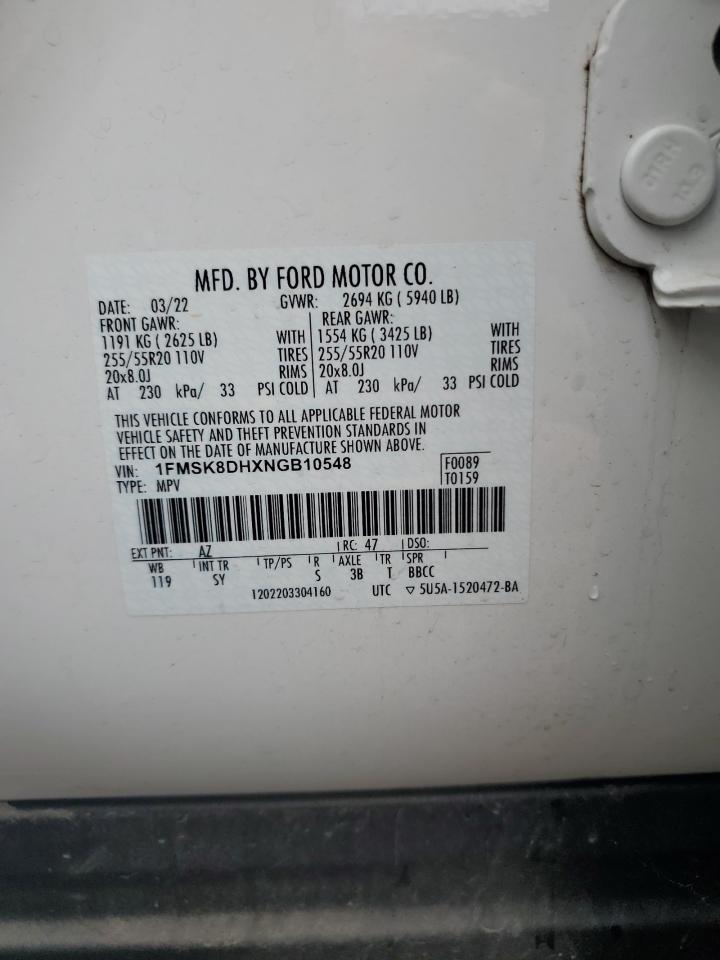 MFD. BY FORD MOTOR CO.
DATE: 03/22 GVWR: 2694 KG ( 5940 LB)
FRONT GAWR: REAR GAWR:
1191 KG ( 2625 LB) WITH 1554 KG ( 3425 LB) WITH
255/55R20 110V TIRES 255/55R20 110V TIRES
20x8.0J RIMS 20x8.0J RIMS
AT 230 kPa/ 33 PSI COLD AT 230 kPa/ 33 PSI COLD
THIS VEHICLE CONFORMS TO ALL APPLICABLE FEDERAL MOTOR
VEHICLE SAFETY AND THEFT PREVENTION STANDARDS IN
EFFECT ON THE DATE OF MANUFACTURE SHOWN ABOVE.
VIN: 1FMSK8DHXNGB10548 F0089
TYPE: MPV T0159
EXT PNT: AZ RC: 47 DSO:
WB INT TR TP/PS R AXLE TR SPR
119 SY S 3B T BBCC
1202203304160 UTC ▽ 5U5A-1520472-BA